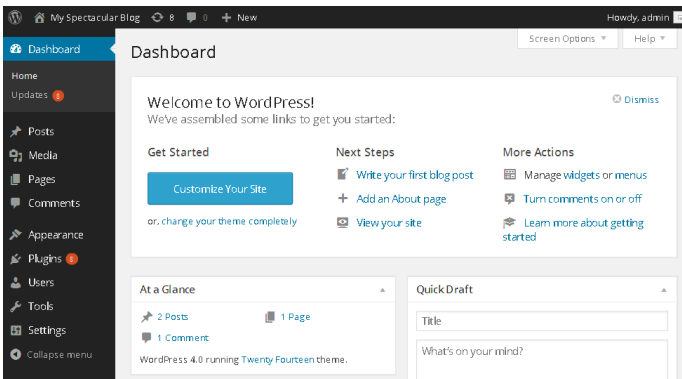 My Spectacular Blog 8 0 + New Howdy, admin
Dashboard
Home
Updates
Posts
Media
Pages
Comments
Appearance
Plugins
Users
Tools
Settings
Collapse menu
Screen Options Help
Dashboard
Welcome to WordPress!
We've assembled some links to get you started:
Dismiss
Get Started
Customize Your Site
or, change your theme completely
Next Steps
Write your first blog post
Add an About page
View your site
More Actions
Manage widgets or menus
Turn comments on or off
Learn more about getting
started
At a Glance
2 Posts 1 Page
1 Comment
WordPress 4.0 running Twenty Fourteen theme.
Quick Draft
Title
What's on your mind?